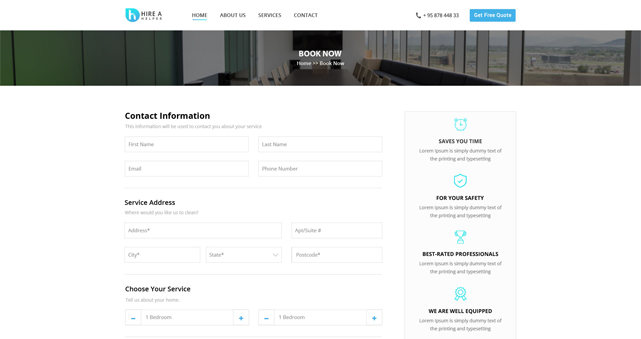 HIRE A
HELPER
HOME ABOUT US SERVICES CONTACT
+ 95 878 448 33
Get Free Quote
BOOK NOW
Home >> Book Now
Contact Information
This information will be used to contact you about your service
First Name
Last Name
Email
Phone Number
Service Address
Where would you like us to clean?
Address*
Apt/Suite #
City*
State*
Postcode*
Choose Your Service
Tell us about your home.
− 1 Bedroom +
− 1 Bedroom +
SAVES YOU TIME
Lorem Ipsum is simply dummy text of
the printing and typesetting
FOR YOUR SAFETY
Lorem Ipsum is simply dummy text of
the printing and typesetting
BEST-RATED PROFESSIONALS
Lorem Ipsum is simply dummy text of
the printing and typesetting
WE ARE WELL EQUIPPED
Lorem Ipsum is simply dummy text of
the printing and typesetting